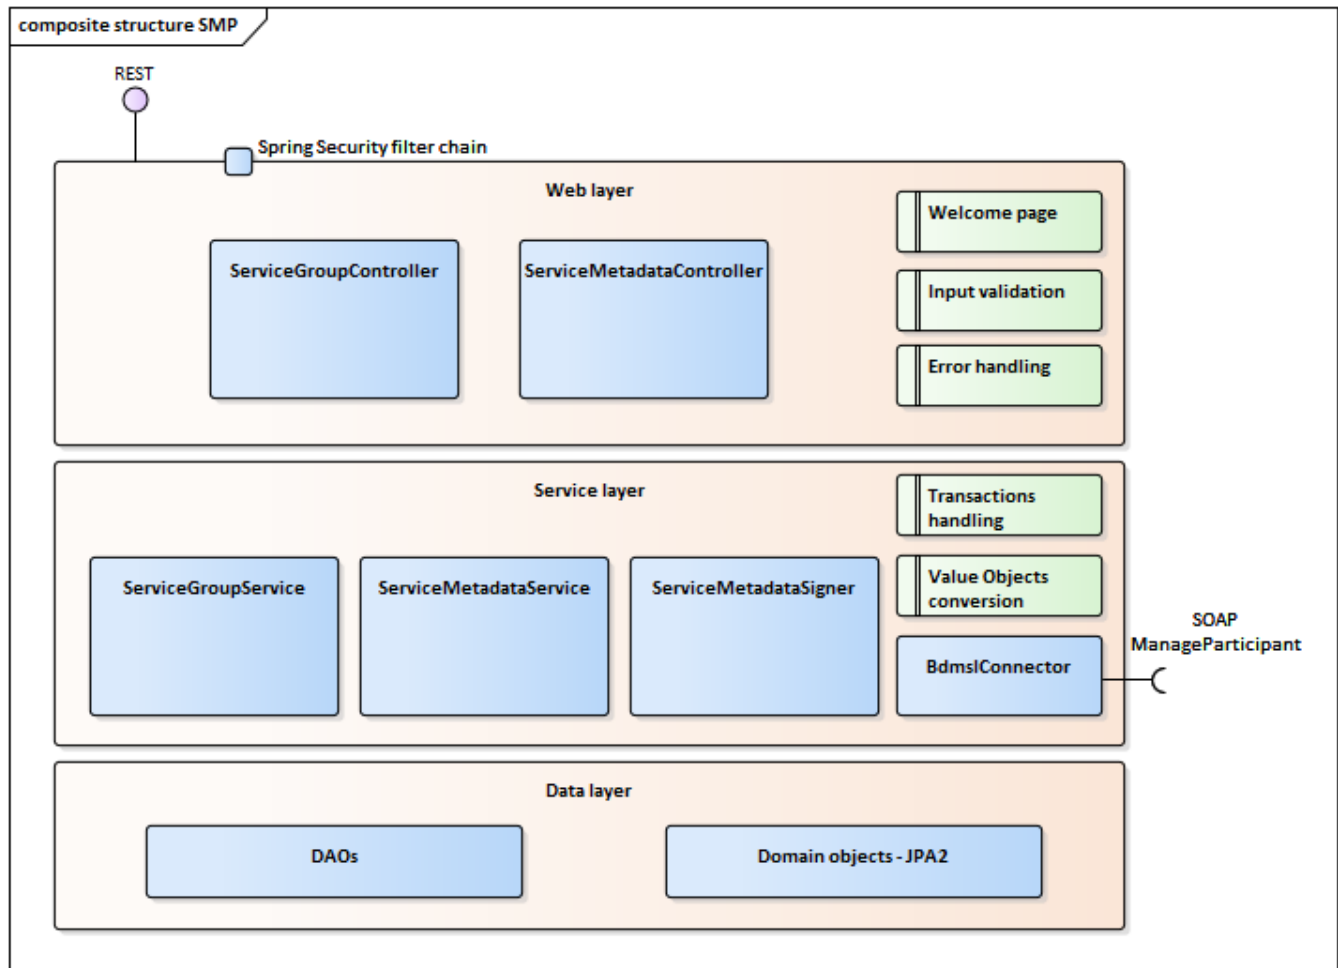 composite structure SMP
REST
Spring Security filter chain
Web layer
Welcome page
ServiceGroupController
ServiceMetadataController
Input validation
Error handling
Service layer
Transactions
handling
ServiceGroupService
ServiceMetadataService
ServiceMetadataSigner
Value Objects
conversion
SOAP
ManageParticipant
BdmslConnector
Data layer
DAOs
Domain objects - JPA2